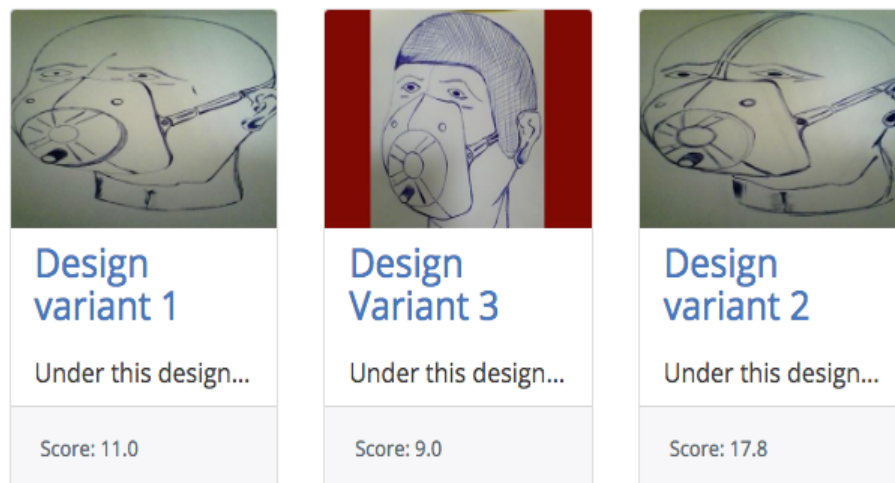 Design
variant 1
Under this design...
Score: 11.0
Design
Variant 3
Under this design...
Score: 9.0
Design
variant 2
Under this design...
Score: 17.8